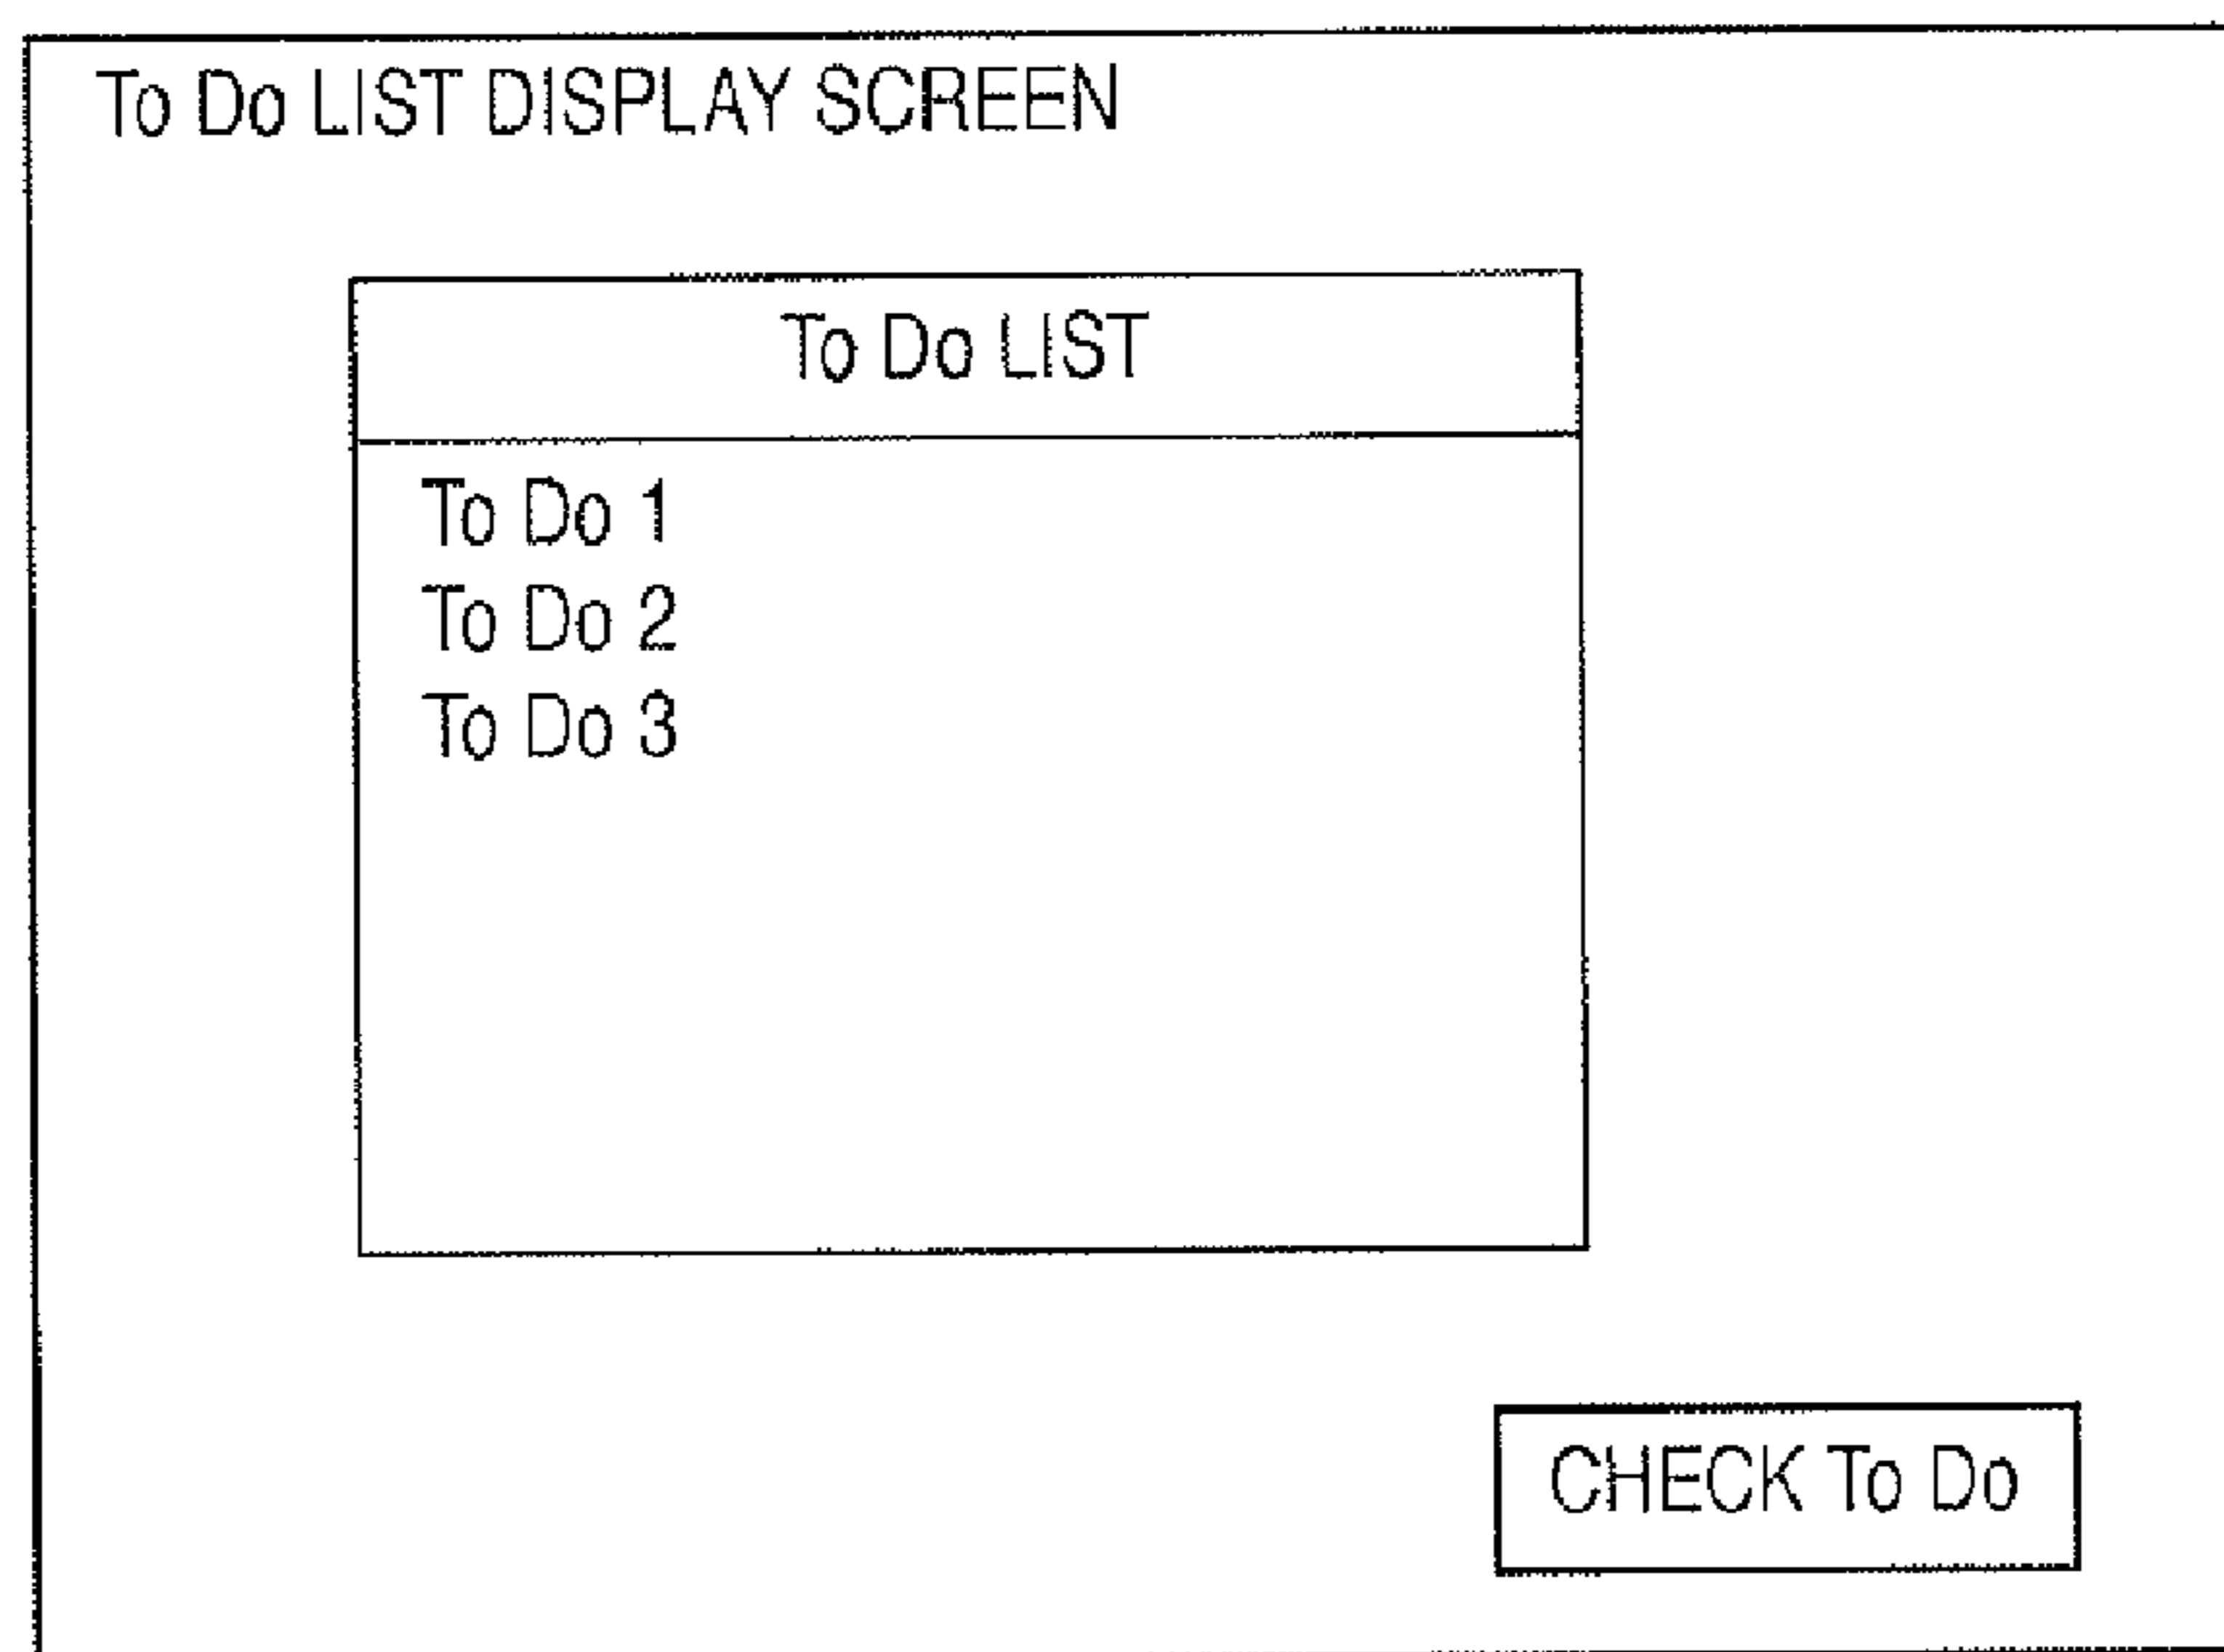 To Do LIST DISPLAY SCREEN
To Do LIST
To Do 1
To Do 2
To Do 3
CHECK To Do